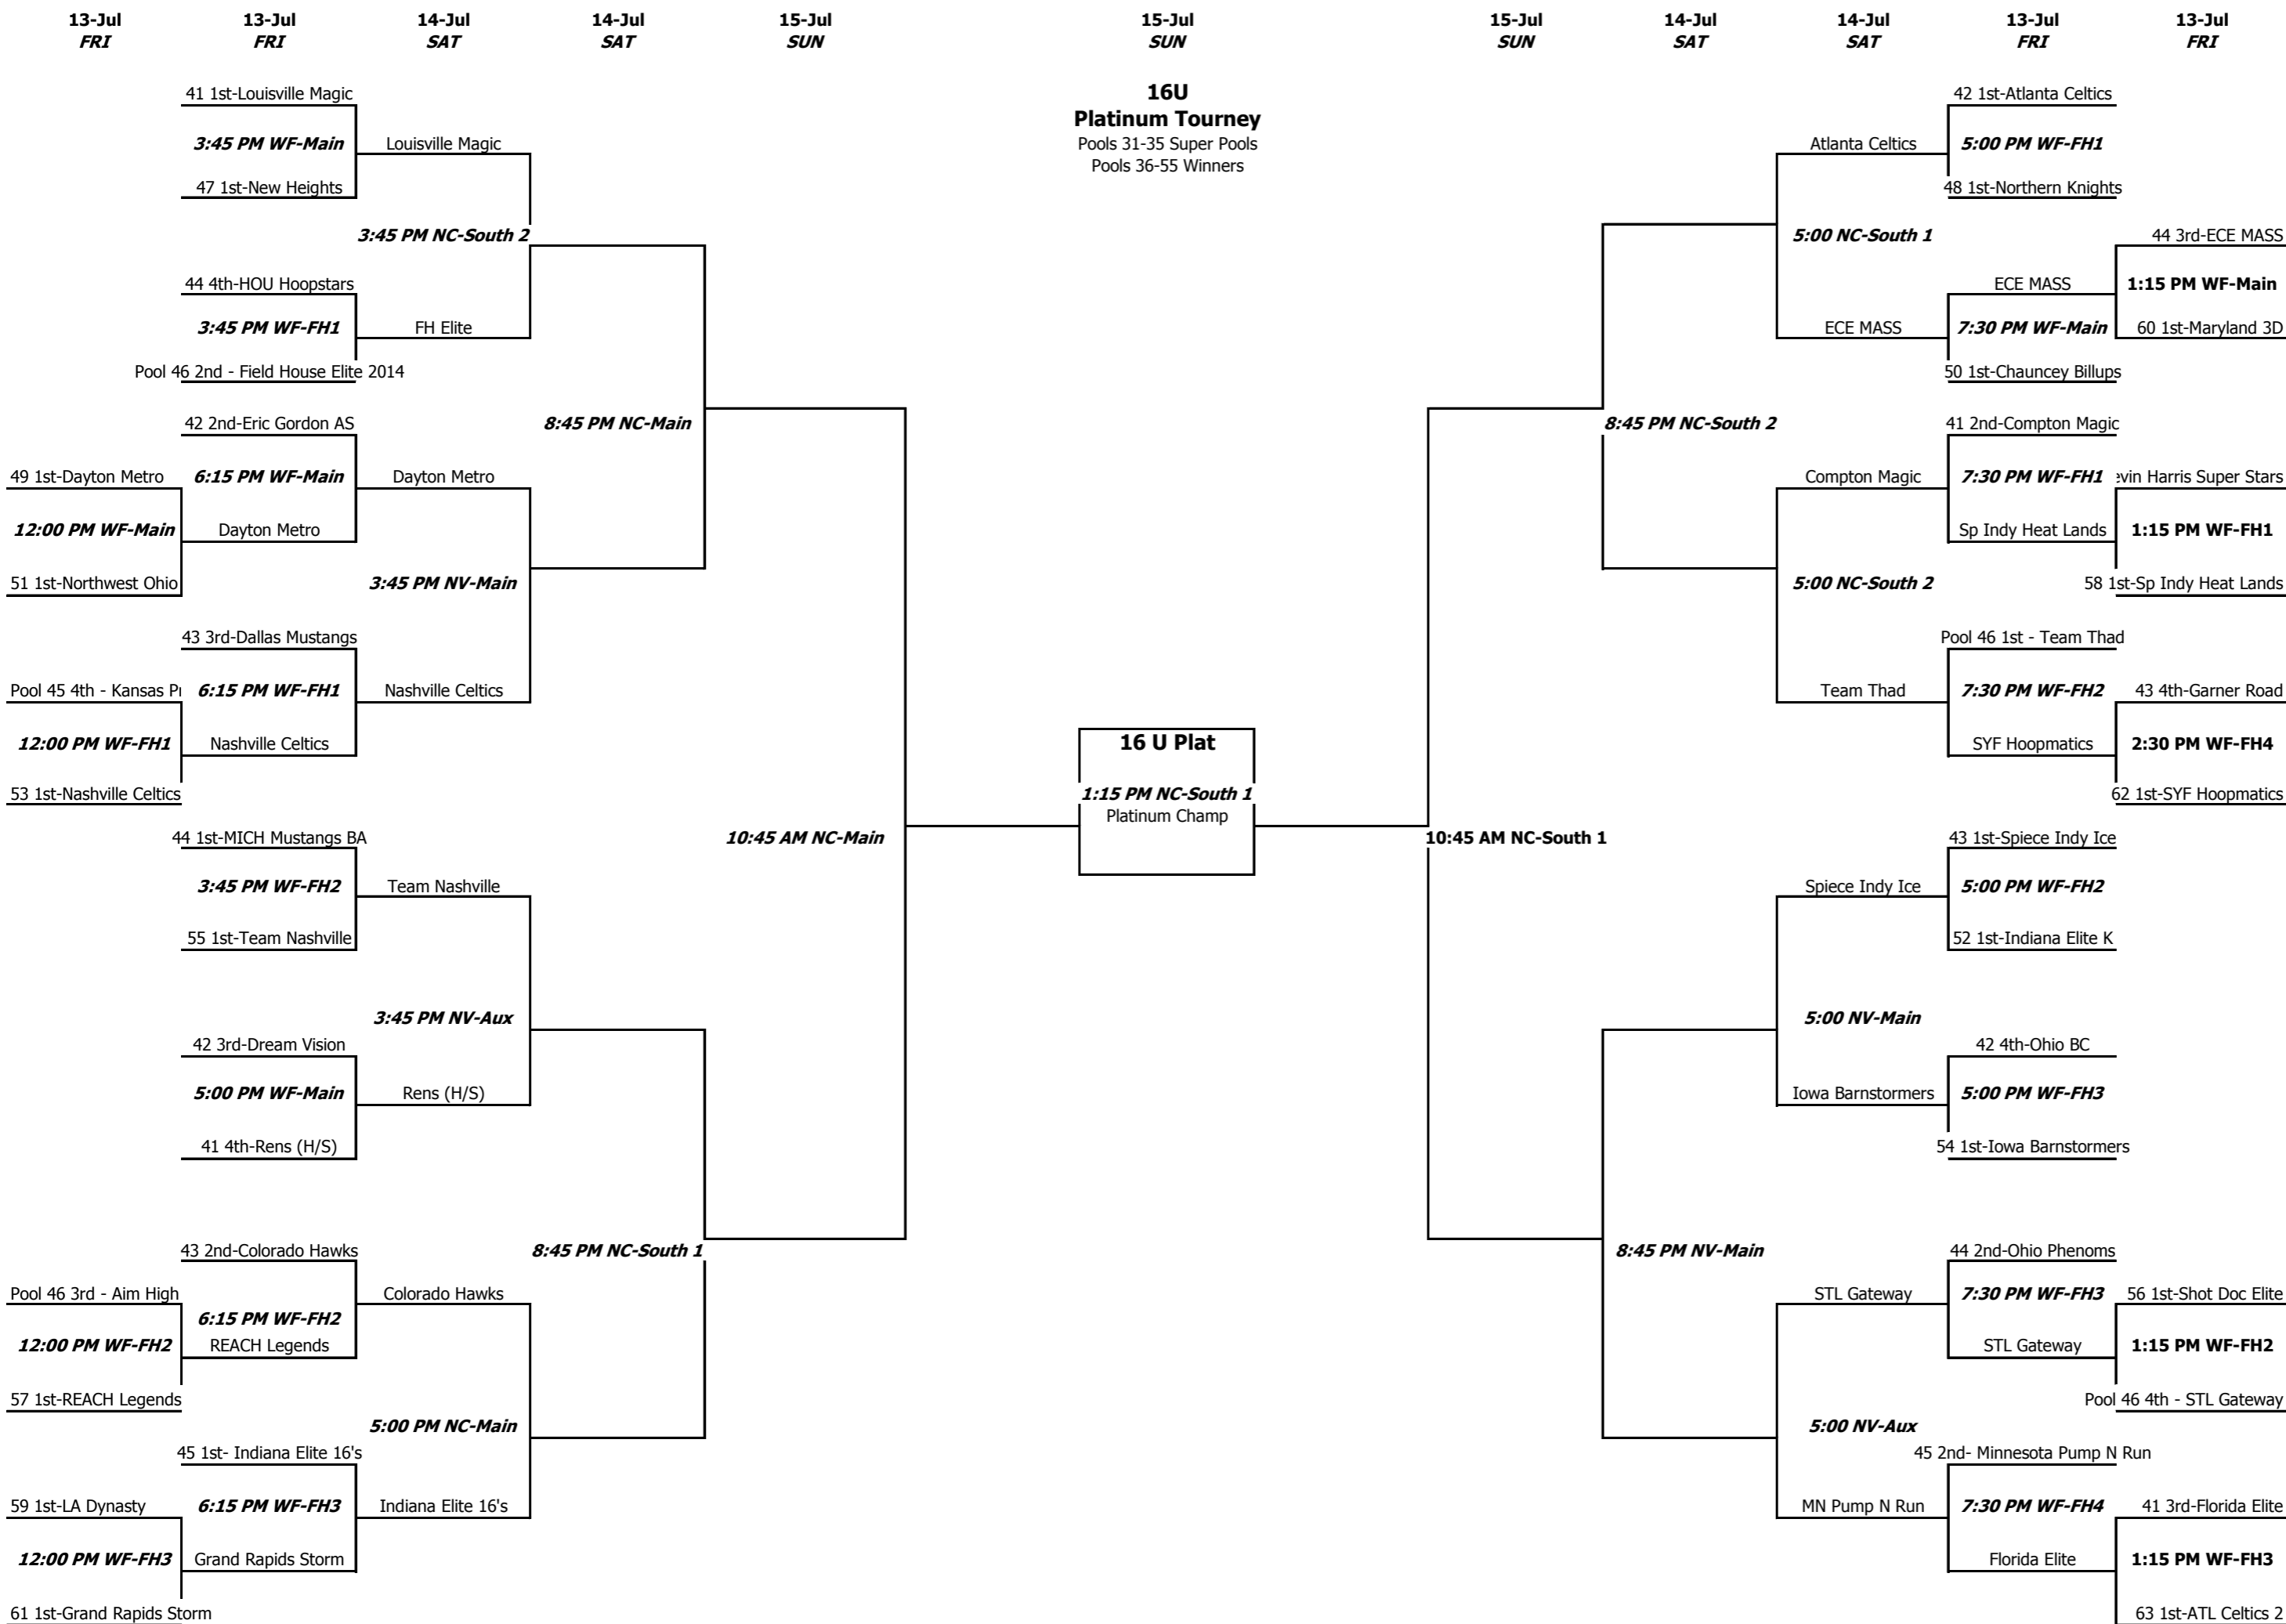 13-Jul 13-Jul 14-Jul 14-Jul 15-Jul 15-Jul 15-Jul 14-Jul 14-Jul 13-Jul 13-Jul
FRI FRI SAT SAT SUN SUN SUN SAT SAT FRI FRI
16U
Platinum Tourney
Pools 31-35 Super Pools
Pools 36-55 Winners
41 1st-Louisville Magic
3:45 PM WF-Main
Louisville Magic
47 1st-New Heights
3:45 PM NC-South 2
44 4th-HOU Hoopstars
3:45 PM WF-FH1
FH Elite
Pool 46 2nd - Field House Elite 2014
42 2nd-Eric Gordon AS
8:45 PM NC-Main
49 1st-Dayton Metro
6:15 PM WF-Main
Dayton Metro
12:00 PM WF-Main
Dayton Metro
51 1st-Northwest Ohio
3:45 PM NV-Main
43 3rd-Dallas Mustangs
Pool 45 4th - Kansas Pr
6:15 PM WF-FH1
Nashville Celtics
12:00 PM WF-FH1
Nashville Celtics
53 1st-Nashville Celtics
44 1st-MICH Mustangs BA
10:45 AM NC-Main
3:45 PM WF-FH2
Team Nashville
55 1st-Team Nashville
3:45 PM NV-Aux
42 3rd-Dream Vision
5:00 PM WF-Main
Rens (H/S)
41 4th-Rens (H/S)
43 2nd-Colorado Hawks
8:45 PM NC-South 1
Pool 46 3rd - Aim High
Colorado Hawks
6:15 PM WF-FH2
12:00 PM WF-FH2
REACH Legends
57 1st-REACH Legends
5:00 PM NC-Main
45 1st- Indiana Elite 16's
59 1st-LA Dynasty
6:15 PM WF-FH3
Indiana Elite 16's
12:00 PM WF-FH3
Grand Rapids Storm
61 1st-Grand Rapids Storm
16 U Plat
1:15 PM NC-South 1
Platinum Champ
42 1st-Atlanta Celtics
Atlanta Celtics
5:00 PM WF-FH1
48 1st-Northern Knights
5:00 NC-South 1
44 3rd-ECE MASS
ECE MASS
1:15 PM WF-Main
ECE MASS
7:30 PM WF-Main
60 1st-Maryland 3D
50 1st-Chauncey Billups
8:45 PM NC-South 2
41 2nd-Compton Magic
Compton Magic
7:30 PM WF-FH1
evin Harris Super Stars
Sp Indy Heat Lands
1:15 PM WF-FH1
5:00 NC-South 2
58 1st-Sp Indy Heat Lands
Pool 46 1st - Team Thad
Team Thad
7:30 PM WF-FH2
43 4th-Garner Road
SYF Hoopmatics
2:30 PM WF-FH4
62 1st-SYF Hoopmatics
10:45 AM NC-South 1
43 1st-Spiece Indy Ice
Spiece Indy Ice
5:00 PM WF-FH2
52 1st-Indiana Elite K
5:00 NV-Main
42 4th-Ohio BC
Iowa Barnstormers
5:00 PM WF-FH3
54 1st-Iowa Barnstormers
8:45 PM NV-Main
44 2nd-Ohio Phenoms
STL Gateway
7:30 PM WF-FH3
56 1st-Shot Doc Elite
STL Gateway
1:15 PM WF-FH2
Pool 46 4th - STL Gateway
5:00 NV-Aux
45 2nd- Minnesota Pump N Run
MN Pump N Run
7:30 PM WF-FH4
41 3rd-Florida Elite
Florida Elite
1:15 PM WF-FH3
63 1st-ATL Celtics 2